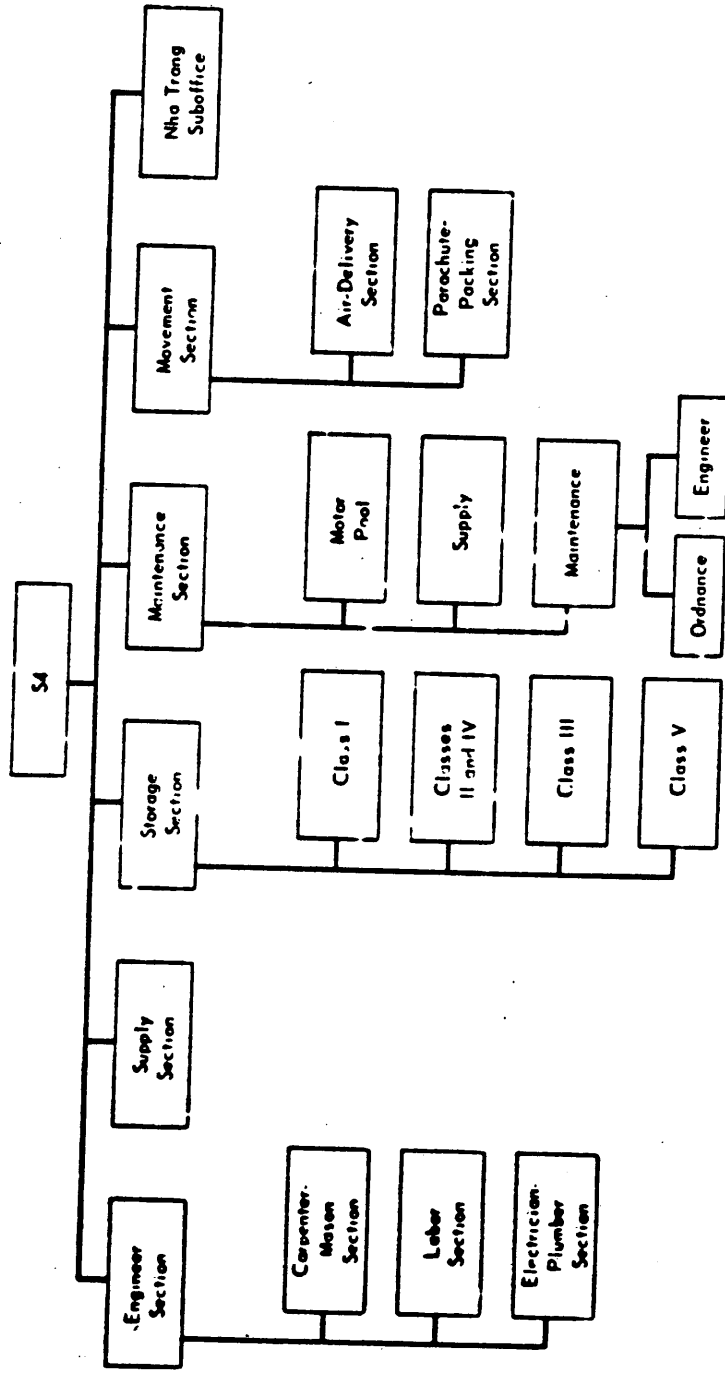 S4
Engineer
Section
Supply
Section
Storage
Section
Maintenance
Section
Movement
Section
Nha Trang
Suboffice
Carpenter-
Mason
Section
Labor
Section
Electrician-
Plumber
Section
Class I
Classes
II and IV
Class III
Class V
Motor
Pool
Supply
Maintenance
Ordnance
Engineer
Air-Delivery
Section
Parachute-
Packing
Section